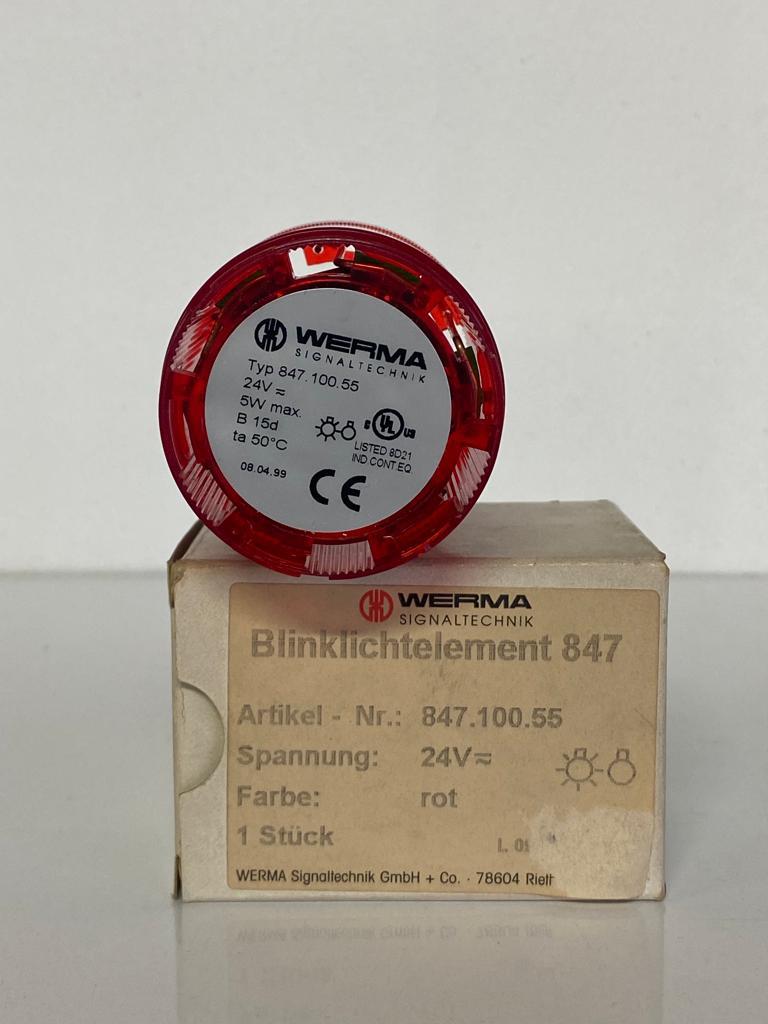 WERMA
SIGNALTECHNIK
Typ 847.100.55
24V ≂
5W max.
B 15d
ta 50°C
c UL US
LISTED 8D21
IND.CONT.EQ.
08.04.99
CE
WERMA
SIGNALTECHNIK
Blinklichtelement 847
Artikel - Nr.: 847.100.55
Spannung: 24V≂
Farbe: rot
1 Stück
WERMA Signaltechnik GmbH + Co. · 78604